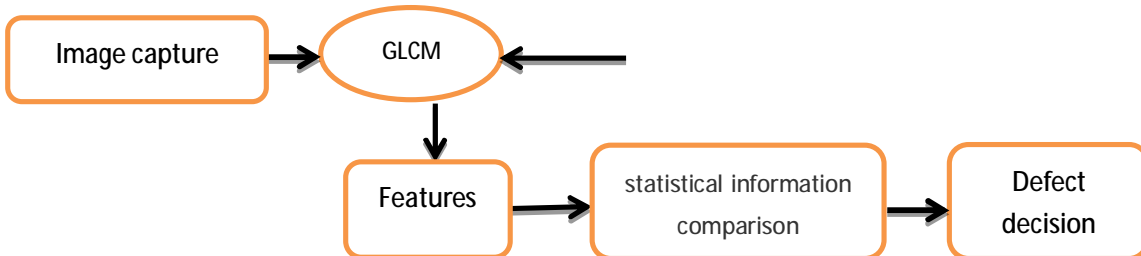 Image capture
GLCM
Features
statistical information
comparison
Defect
decision